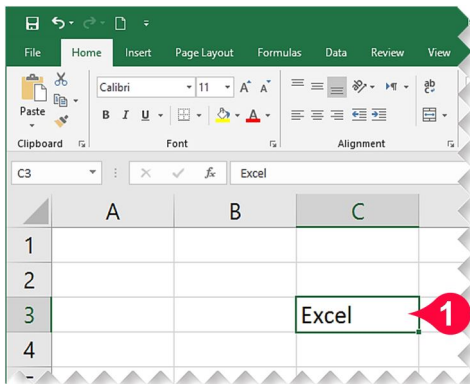 File Home Insert Page Layout Formulas Data Review View
Calibri 11 A A ab
Paste B I U A
Clipboard Font Alignment
C3 fx Excel
A B C
1
2
3 Excel 1
4